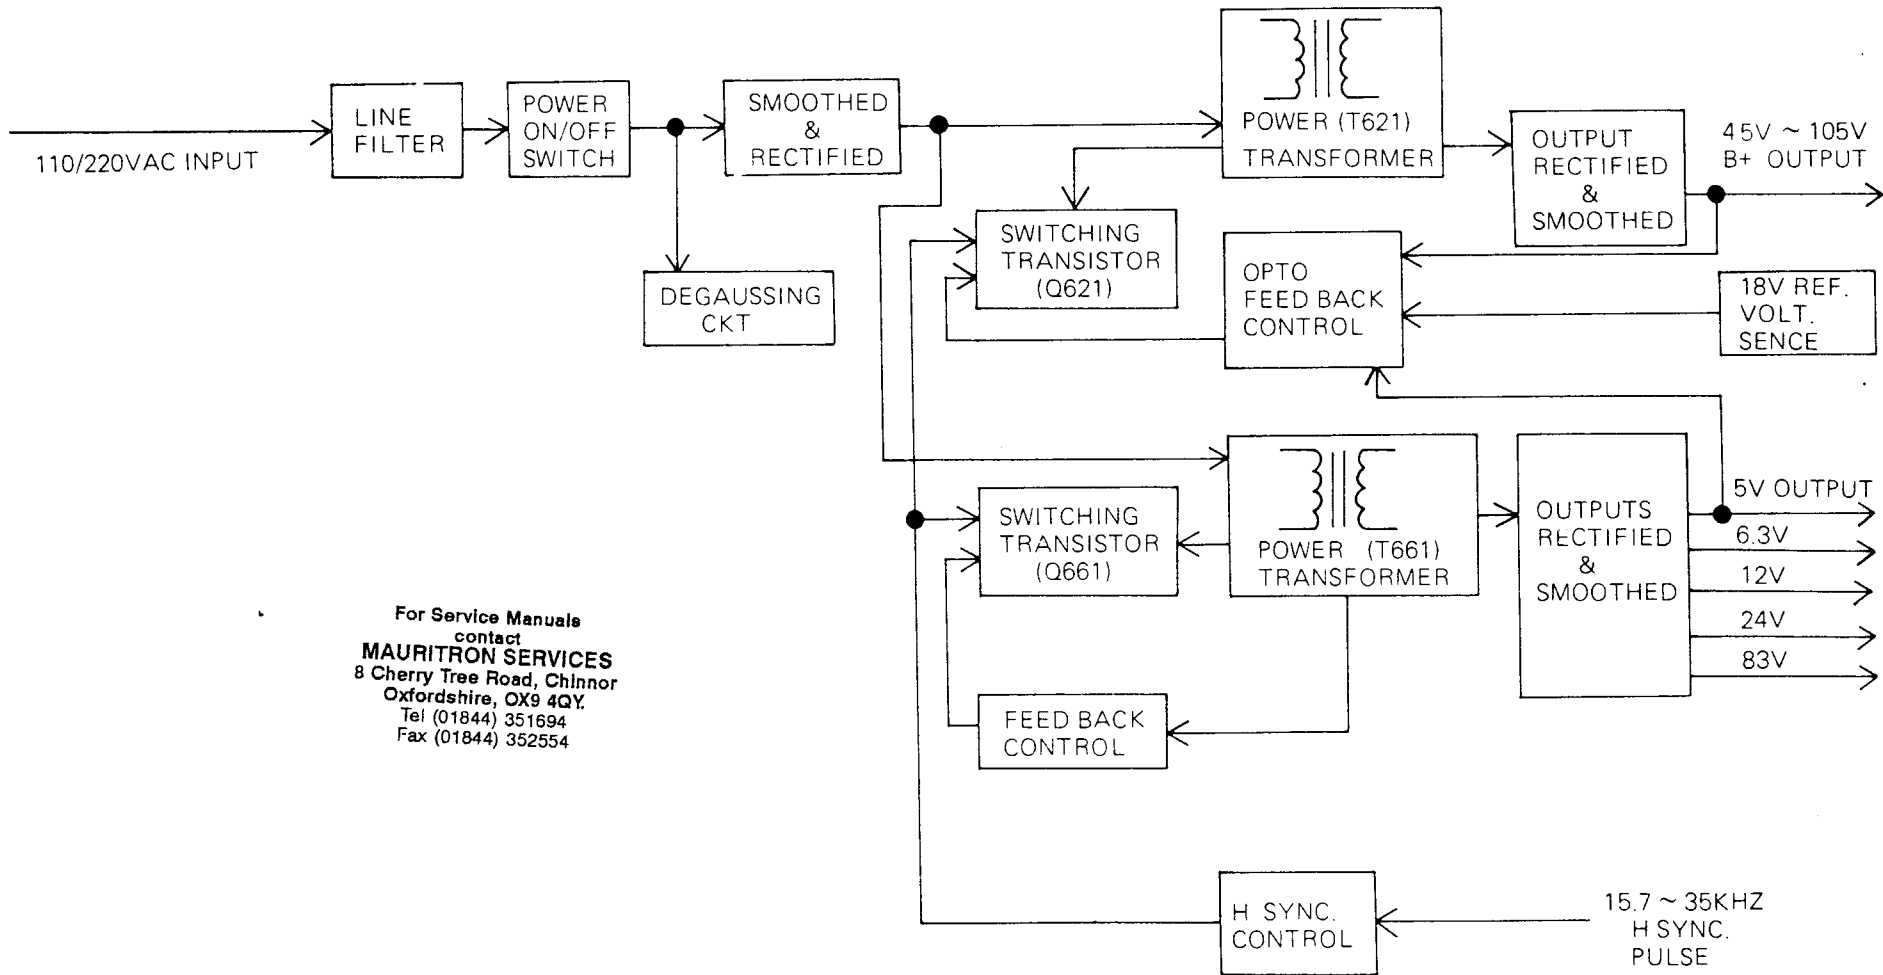 110/220VAC INPUT
LINE
FILTER
POWER
ON/OFF
SWITCH
SMOOTHED
&
RECTIFIED
DEGAUSSING
CKT
POWER (T621)
TRANSFORMER
OUTPUT
RECTIFIED
&
SMOOTHED
45V ~ 105V
B+ OUTPUT
SWITCHING
TRANSISTOR
(Q621)
OPTO
FEED BACK
CONTROL
18V REF.
VOLT.
SENCE
SWITCHING
TRANSISTOR
(Q661)
POWER (T661)
TRANSFORMER
OUTPUTS
RECTIFIED
&
SMOOTHED
5V OUTPUT
6.3V
12V
24V
83V
For Service Manuals
contact
MAURITRON SERVICES
8 Cherry Tree Road, Chinnor
Oxfordshire, OX9 4QY.
Tel (01844) 351694
Fax (01844) 352554
FEED BACK
CONTROL
H SYNC.
CONTROL
15.7 ~ 35KHZ
H SYNC.
PULSE